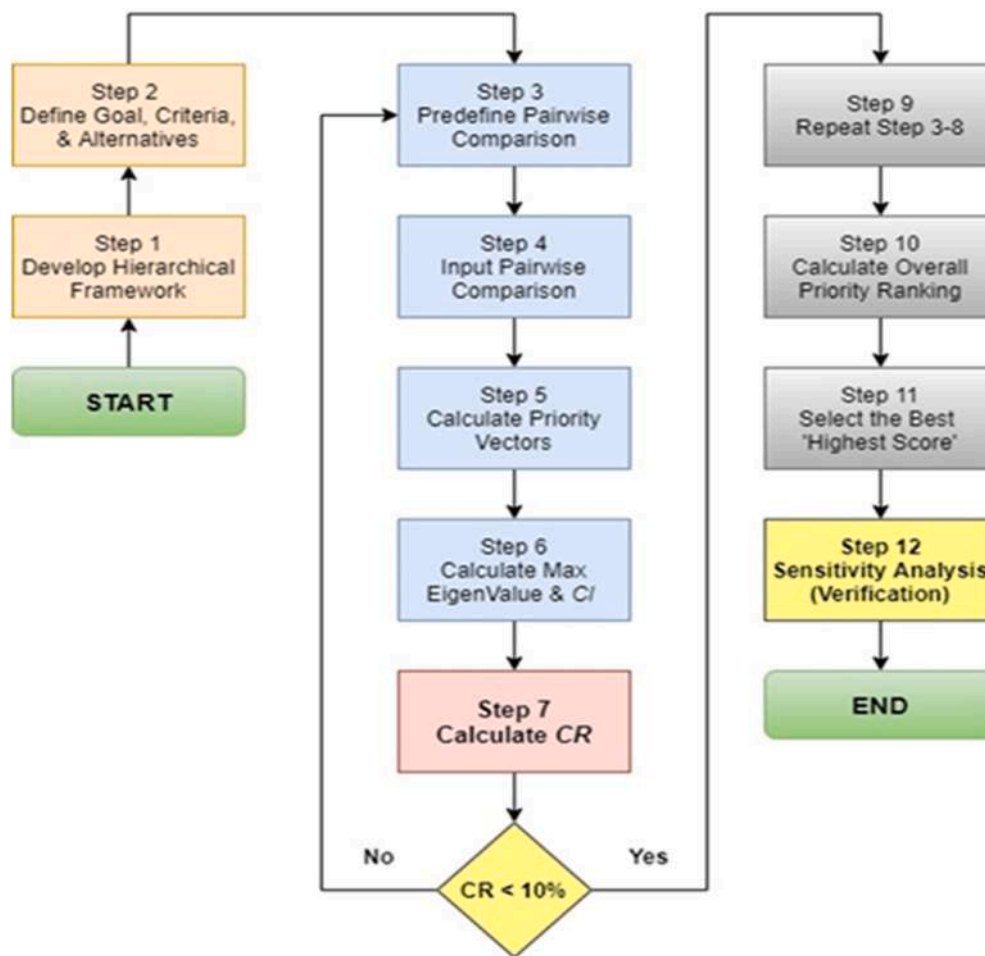 START
Step 1
Develop Hierarchical
Framework
Step 2
Define Goal, Criteria,
& Alternatives
Step 3
Predefine Pairwise
Comparison
Step 4
Input Pairwise
Comparison
Step 5
Calculate Priority
Vectors
Step 6
Calculate Max
EigenValue & CI
Step 7
Calculate CR
CR < 10%
No
Yes
Step 9
Repeat Step 3-8
Step 10
Calculate Overall
Priority Ranking
Step 11
Select the Best
'Highest Score'
Step 12
Sensitivity Analysis
(Verification)
END